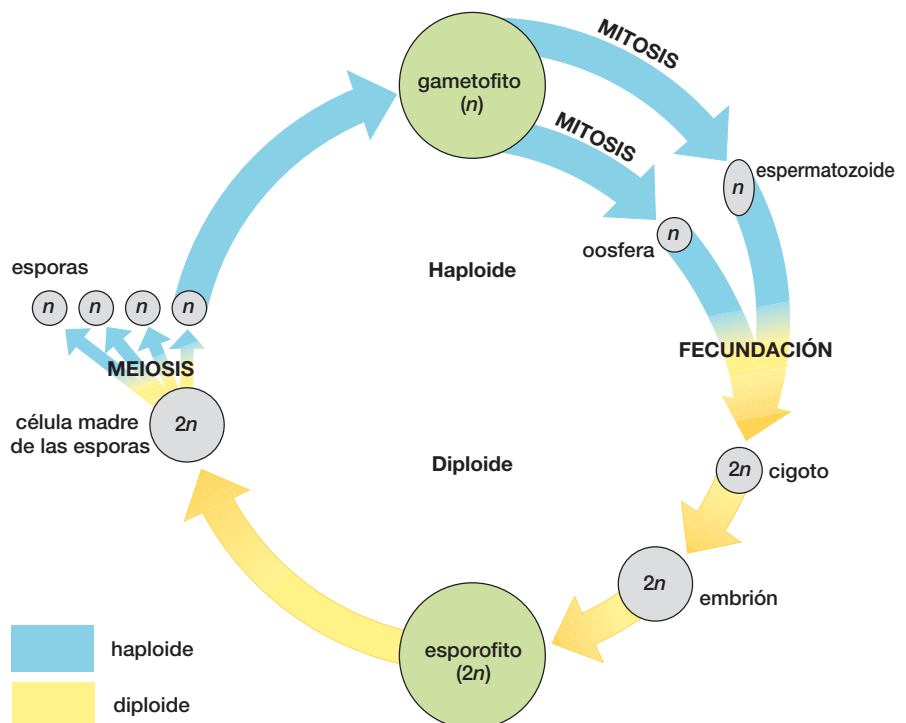 gametofito
(n)
MITOSIS
MITOSIS
espermatozoide
n
n
oosfera
esporas
n
n
n
n
Haploide
FECUNDACIÓN
MEIOSIS
célula madre
de las esporas
2n
Diploide
2n
cigoto
2n
embrión
esporofito
(2n)
haploide
diploide